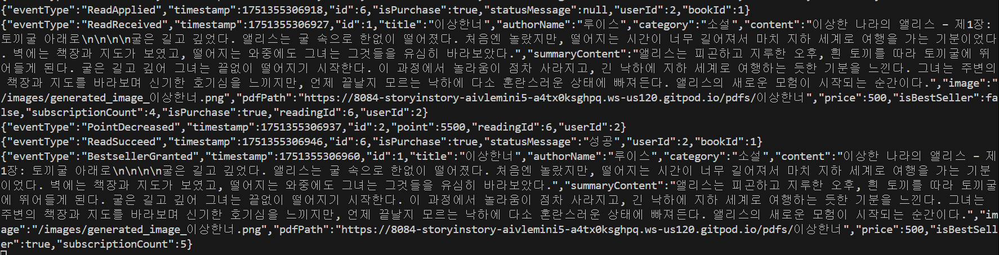 {"eventType":"ReadApplied","timestamp":1751355306918,"id":6,"isPurchase":true,"statusMessage":null,"userId":2,"bookId":1}
{"eventType":"ReadReceived","timestamp":1751355306927,"id":1,"title":"이상한너","authorName":"루이스","category":"소설","content":"이상한 나라의 앨리스 – 제1장:
토끼굴 아래로\n\n\n\n굴은 길고 깊었다. 앨리스는 굴 속으로 한없이 떨어졌다. 처음엔 놀랐지만, 떨어지는 시간이 너무 길어져서 마치 지하 세계로 여행을 가는 기분이었다
. 벽에는 책장과 지도가 보였고, 떨어지는 와중에도 그녀는 그것들을 유심히 바라보았다.","summaryContent":"앨리스는 피곤하고 지루한 오후, 흰 토끼를 따라 토끼굴에 뛰
어들게 된다. 굴은 길고 깊어 그녀는 끝없이 떨어지기 시작한다. 이 과정에서 놀라움이 점차 사라지고, 긴 낙하에 지하 세계로 여행하는 듯한 기분을 느낀다. 그녀는 주변의
책장과 지도를 바라보며 신기한 호기심을 느끼지만, 언제 끝날지 모르는 낙하에 다소 혼란스러운 상태에 빠져든다. 앨리스의 새로운 모험이 시작되는 순간이다.","image":"
/images/generated_image_이상한너.png","pdfPath":"https://8084-storyinstory-aivlemini5-a4tx0ksghpq.ws-us120.gitpod.io/pdfs/이상한너","price":500,"isBestSeller":fa
lse,"subscriptionCount":4,"isPurchase":true,"readingId":6,"userId":2}
{"eventType":"PointDecreased","timestamp":1751355306937,"id":2,"point":5500,"readingId":6,"userId":2}
{"eventType":"ReadSucceed","timestamp":1751355306946,"id":6,"isPurchase":true,"statusMessage":"성공","userId":2,"bookId":1}
{"eventType":"BestsellerGranted","timestamp":1751355306960,"id":1,"title":"이상한너","authorName":"루이스","category":"소설","content":"이상한 나라의 앨리스 – 제
1장: 토끼굴 아래로\n\n\n\n굴은 길고 깊었다. 앨리스는 굴 속으로 한없이 떨어졌다. 처음엔 놀랐지만, 떨어지는 시간이 너무 길어져서 마치 지하 세계로 여행을 가는 기분
이었다. 벽에는 책장과 지도가 보였고, 떨어지는 와중에도 그녀는 그것들을 유심히 바라보았다.","summaryContent":"앨리스는 피곤하고 지루한 오후, 흰 토끼를 따라 토끼굴
에 뛰어들게 된다. 굴은 길고 깊어 그녀는 끝없이 떨어지기 시작한다. 이 과정에서 놀라움이 점차 사라지고, 긴 낙하에 지하 세계로 여행하는 듯한 기분을 느낀다. 그녀는
주변의 책장과 지도를 바라보며 신기한 호기심을 느끼지만, 언제 끝날지 모르는 낙하에 다소 혼란스러운 상태에 빠져든다. 앨리스의 새로운 모험이 시작되는 순간이다.","im
age":"/images/generated_image_이상한너.png","pdfPath":"https://8084-storyinstory-aivlemini5-a4tx0ksghpq.ws-us120.gitpod.io/pdfs/이상한너","price":500,"isBestSell
er":true,"subscriptionCount":5}